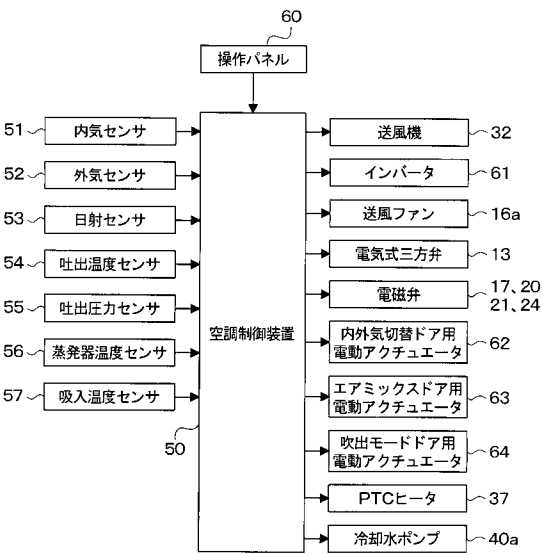 60
操作パネル
51 内気センサ
52 外気センサ
53 日射センサ
54 吐出温度センサ
55 吐出圧力センサ
56 蒸発器温度センサ
57 吸入温度センサ
空調制御装置
50
送風機 32
インバータ 61
送風ファン 16a
電気式三方弁 13
電磁弁 17、20
21、24
内外気切替ドア用
電動アクチュエータ 62
エアミックスドア用
電動アクチュエータ 63
吹出モードドア用
電動アクチュエータ 64
PTCヒータ 37
冷却水ポンプ 40a